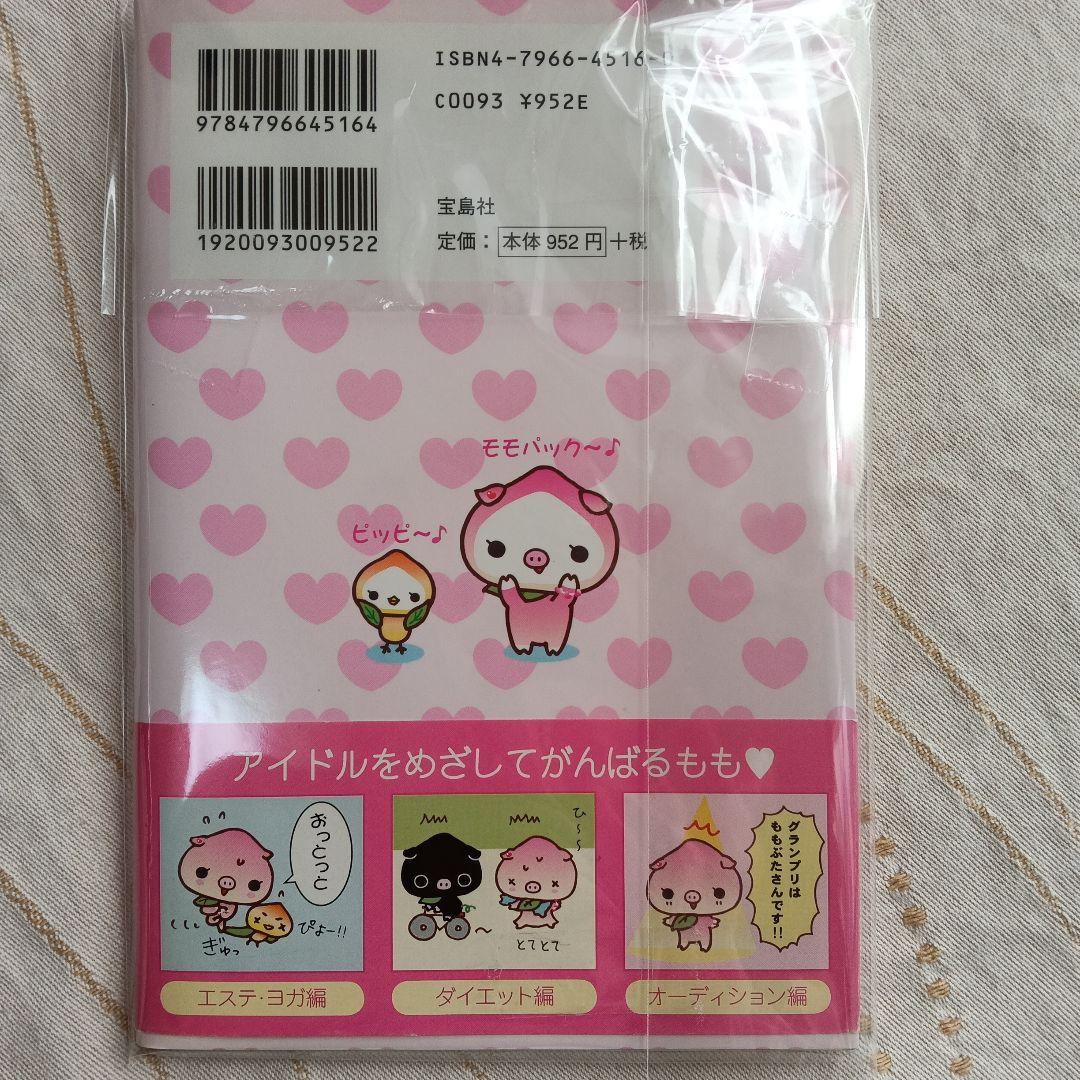 ISBN4-7966-4516-0
C0093 ¥952E
9784796645164
1920093009522
宝島社
定価：本体 952 円+税
モモパック〜♪
ピッピ〜♪
アイドルをめざしてがんばるもも♥
おっとっと
ぎゅっ
ぴよー!!
ひ〜〜
とてとて
グランプリは
ももぶたさんです!!
エステ・ヨガ編
ダイエット編
オーディション編